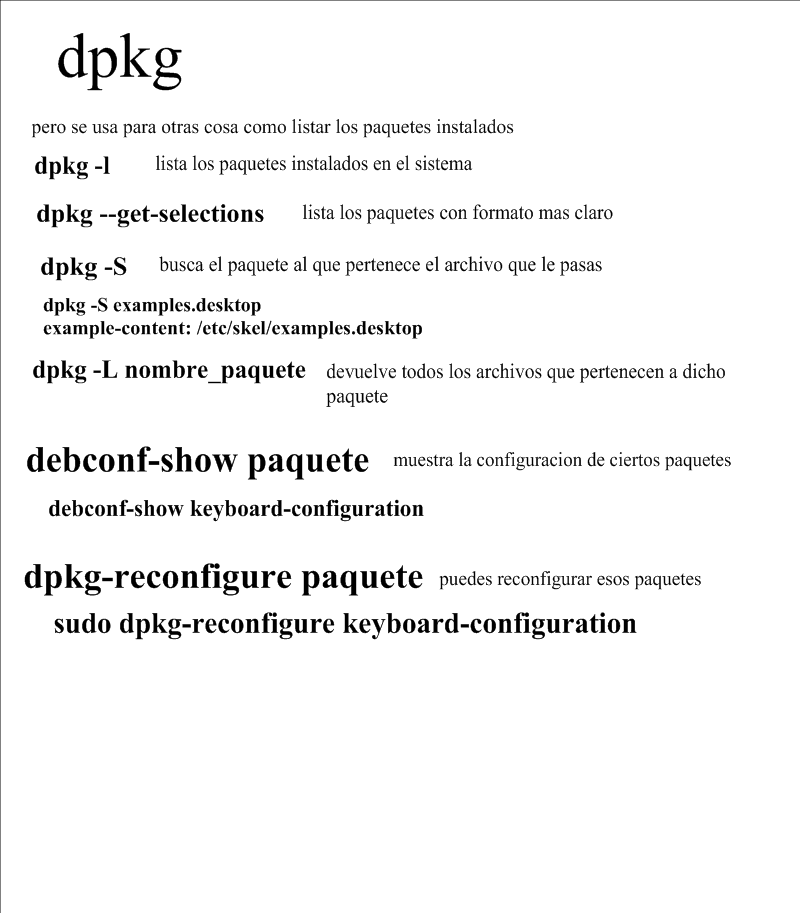 dpkg
pero se usa para otras cosa como listar los paquetes instalados
dpkg -l lista los paquetes instalados en el sistema
dpkg --get-selections lista los paquetes con formato mas claro
dpkg -S busca el paquete al que pertenece el archivo que le pasas
dpkg -S examples.desktop
example-content: /etc/skel/examples.desktop
dpkg -L nombre_paquete devuelve todos los archivos que pertenecen a dicho
paquete
debconf-show paquete muestra la configuracion de ciertos paquetes
debconf-show keyboard-configuration
dpkg-reconfigure paquete puedes reconfigurar esos paquetes
sudo dpkg-reconfigure keyboard-configuration